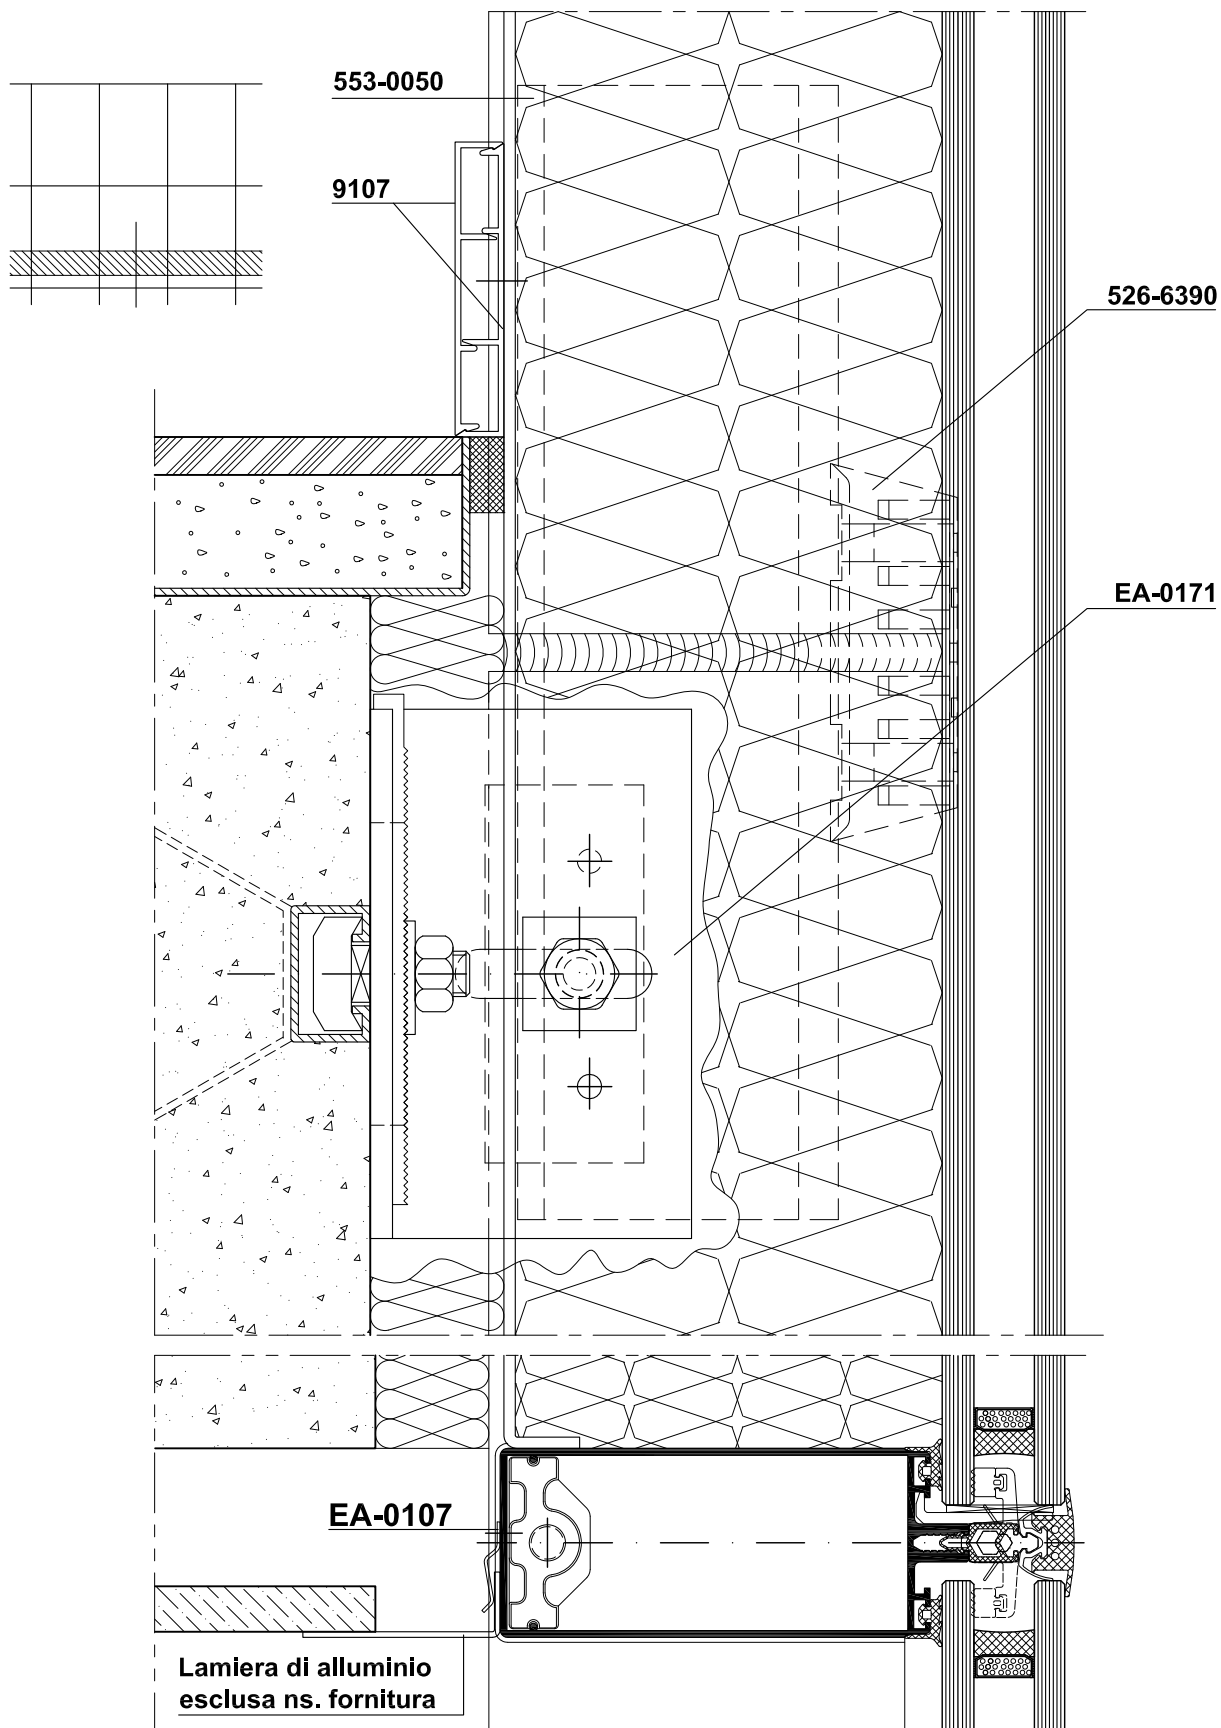 553-0050
9107
526-6390
EA-0171
EA-0107
Lamiera di alluminio
esclusa ns. fornitura